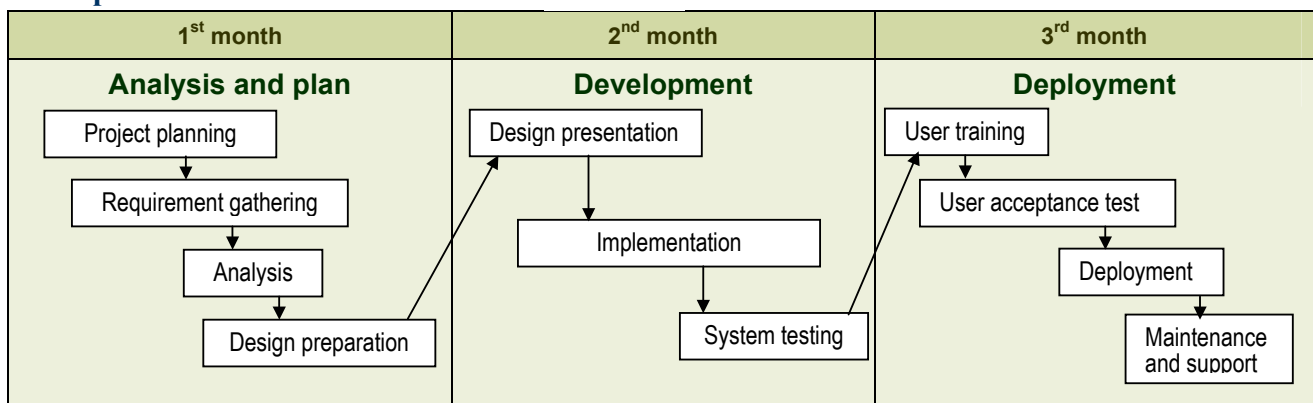 1st month
2nd month
3rd month
Analysis and plan
Project planning
Requirement gathering
Analysis
Design preparation
Development
Design presentation
Implementation
System testing
Deployment
User training
User acceptance test
Deployment
Maintenance
and support